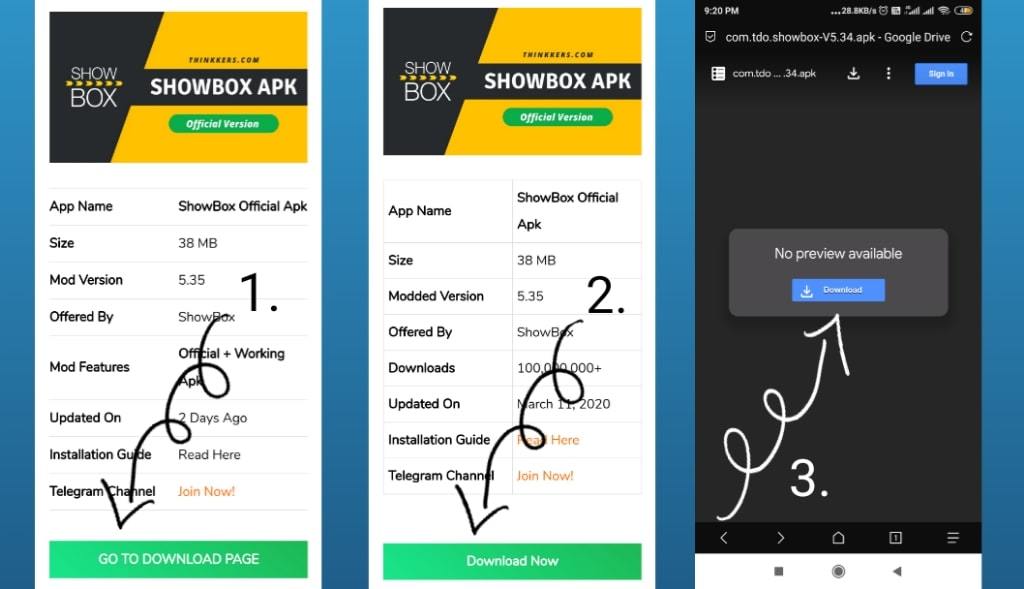 THINKKERS.COM
SHOW
BOX
SHOWBOX APK
Official Version
App Name ShowBox Official Apk
Size 38 MB
Mod Version 5.35
1.
Offered By ShowBox
Mod Features Official + Working
Apk
Updated On 2 Days Ago
Installation Guide Read Here
Telegram Channel Join Now!
GO TO DOWNLOAD PAGE
THINKKERS.COM
SHOW
BOX
SHOWBOX APK
Official Version
App Name ShowBox Official
Apk
Size 38 MB
Modded Version 5.35
2.
Offered By ShowBox
Downloads 100,000,000+
Updated On March 11, 2020
Installation Guide Read Here
Telegram Channel Join Now!
Download Now
9:20 PM ...28.8KB/s
com.tdo.showbox-V5.34.apk - Google Drive
com.tdo ... .34.apk Sign in
No preview available
Download
3.
1